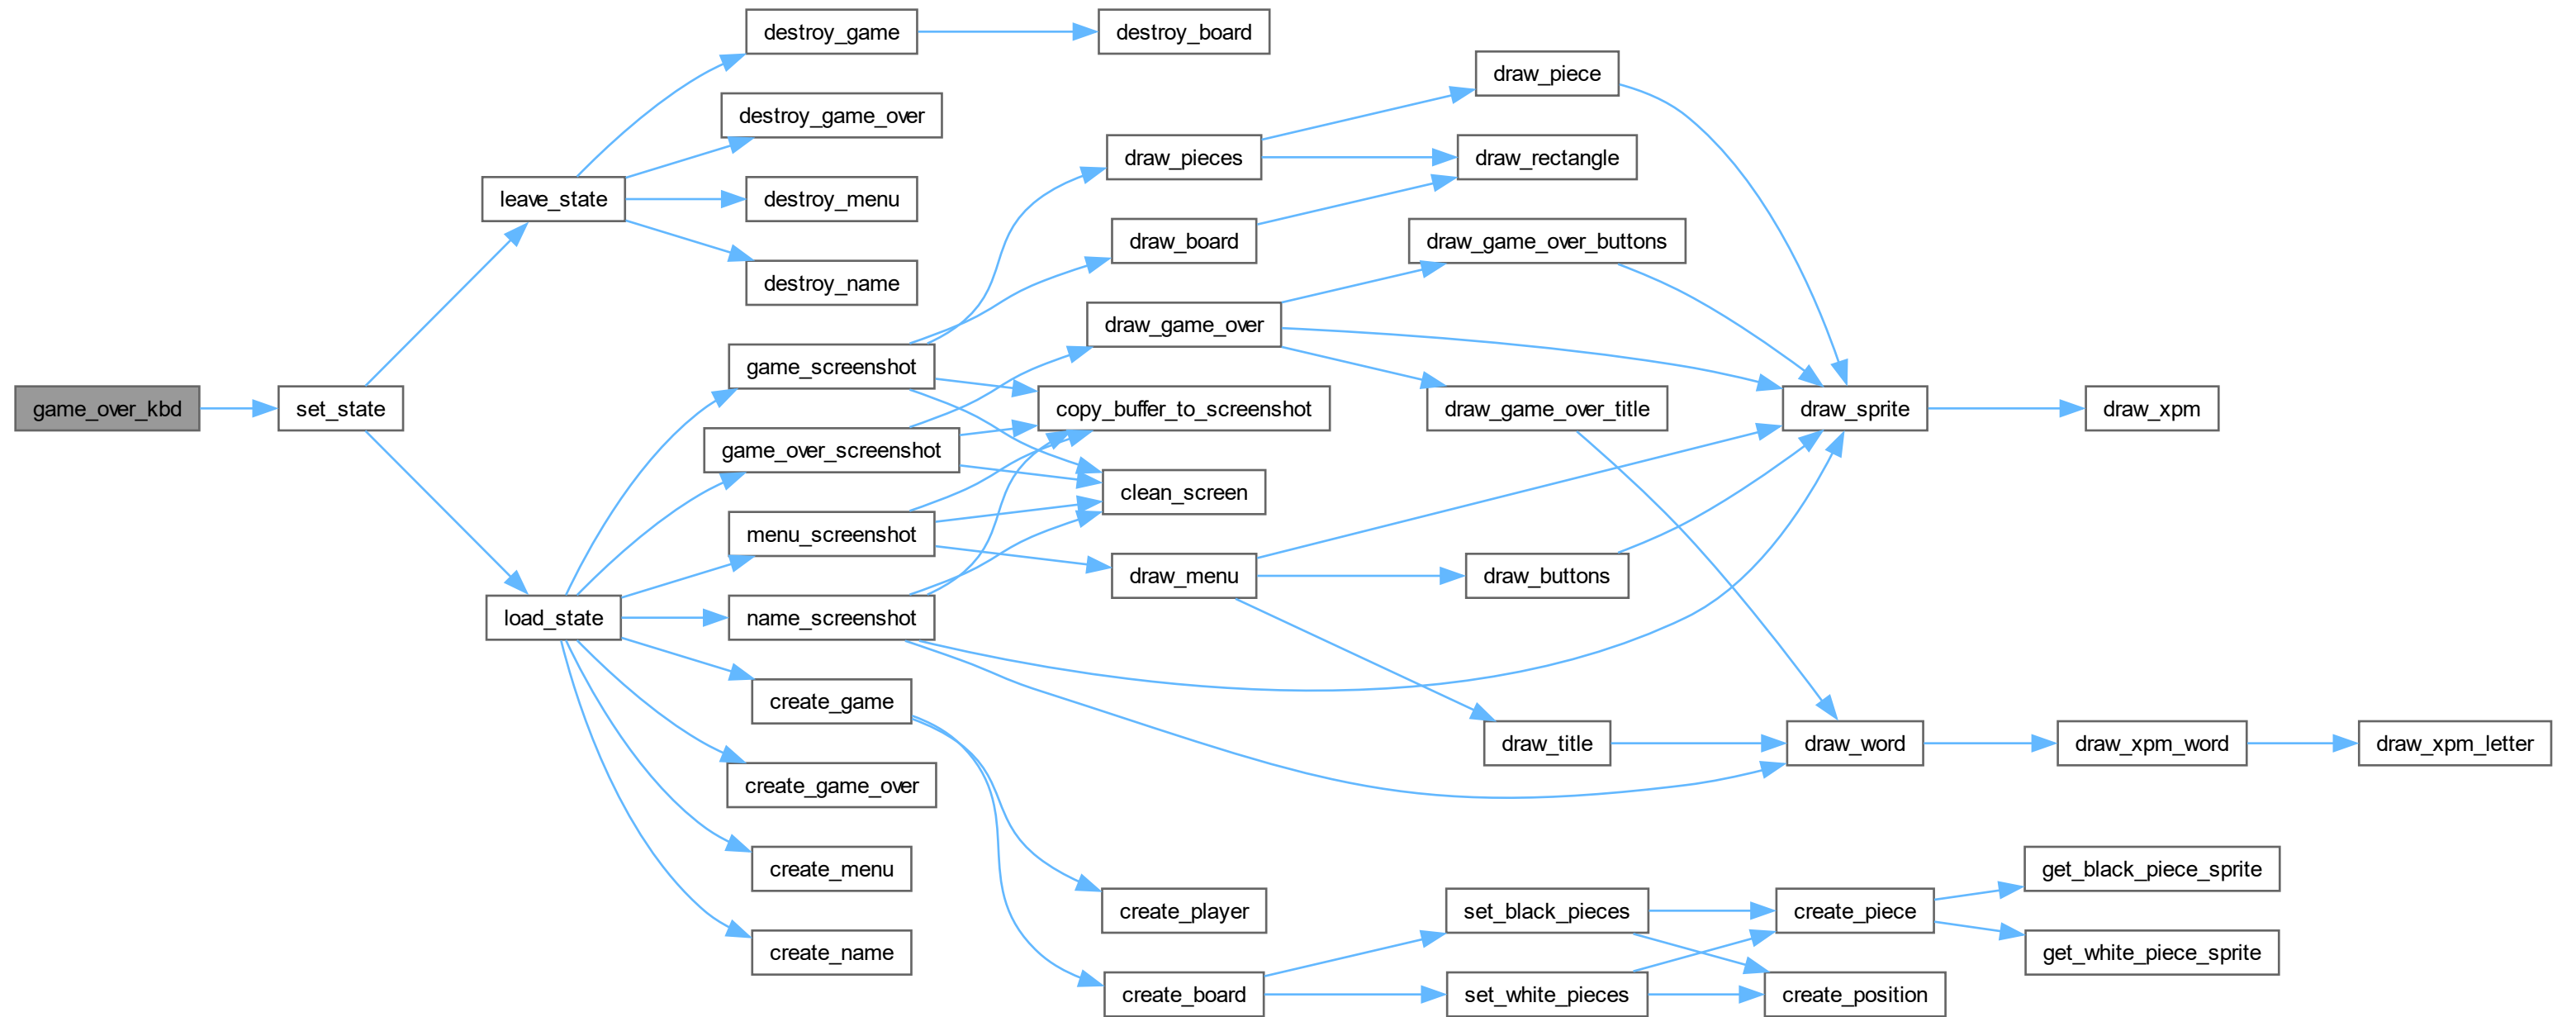 game_over_kbd
set_state
leave_state
load_state
destroy_game
destroy_game_over
destroy_menu
destroy_name
game_screenshot
game_over_screenshot
menu_screenshot
name_screenshot
create_game
create_game_over
create_menu
create_name
destroy_board
draw_pieces
draw_board
draw_game_over
copy_buffer_to_screenshot
clean_screen
draw_menu
create_player
create_board
draw_piece
draw_rectangle
draw_game_over_buttons
draw_game_over_title
draw_buttons
draw_title
set_black_pieces
set_white_pieces
draw_sprite
draw_word
create_piece
create_position
draw_xpm
draw_xpm_word
get_black_piece_sprite
get_white_piece_sprite
draw_xpm_letter